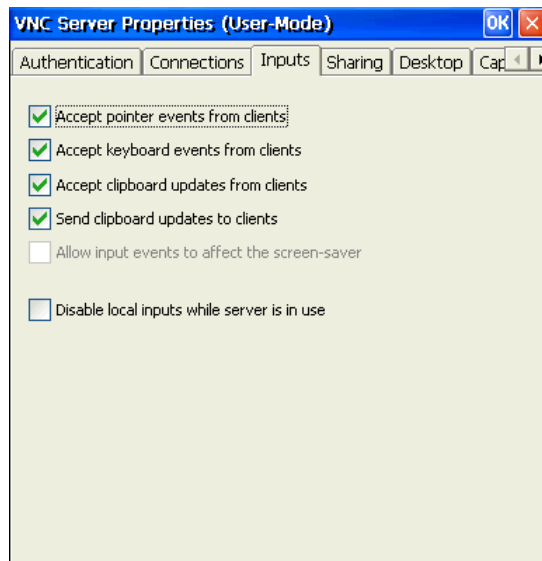 VNC Server Properties (User-Mode) OK
Authentication Connections Inputs Sharing Desktop
Accept pointer events from clients
Accept keyboard events from clients
Accept clipboard updates from clients
Send clipboard updates to clients
Allow input events to affect the screen-saver
Disable local inputs while server is in use